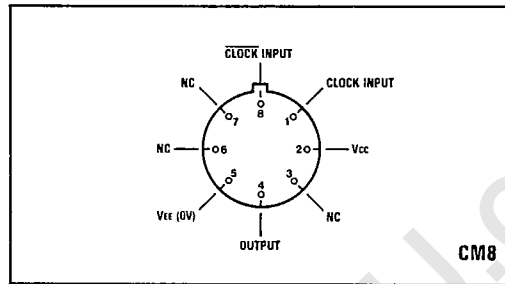 C̅L̅O̅C̅K̅ INPUT
NC
CLOCK INPUT
7
8
1
NC
6
2
Vcc
5
4
3
VEE (0V)
NC
OUTPUT
CM8